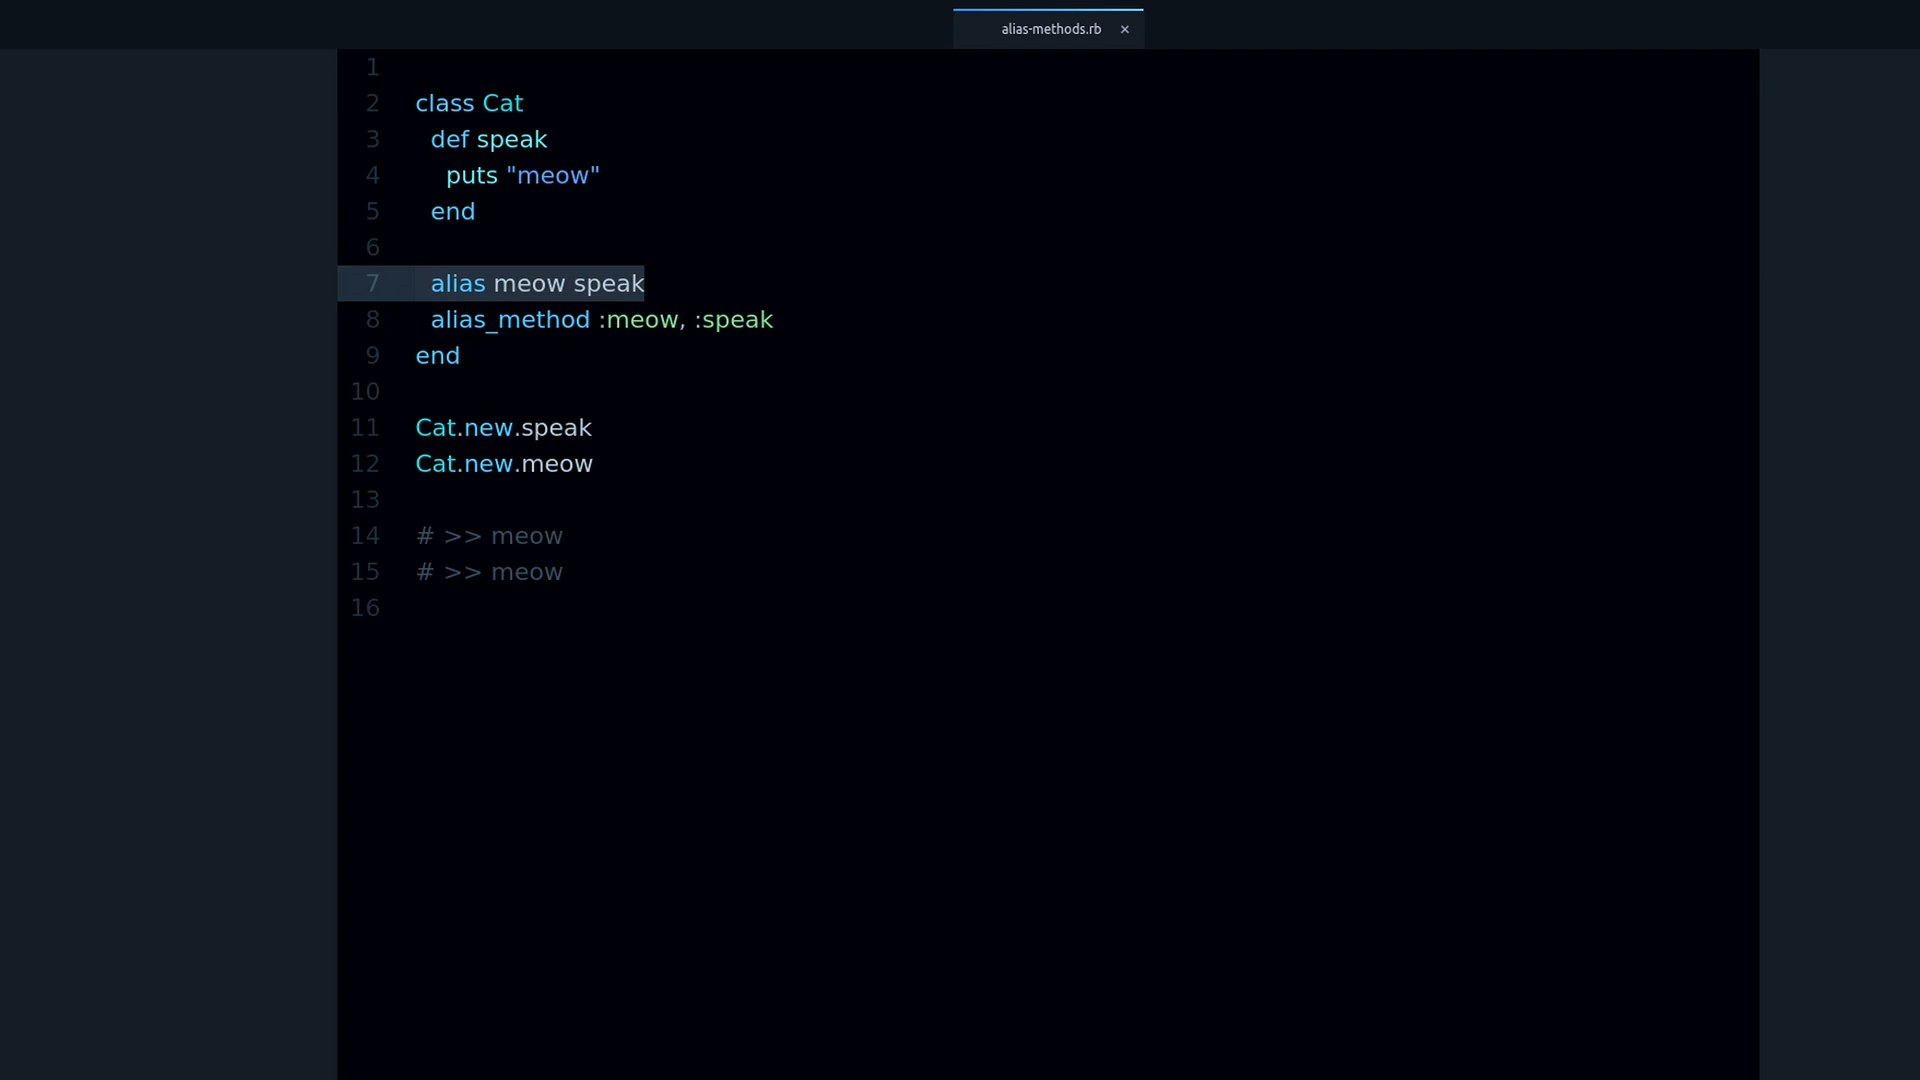 alias-methods.rb ×
1
2 class Cat
3   def speak
4     puts "meow"
5   end
6
7   alias meow speak
8   alias_method :meow, :speak
9 end
10
11 Cat.new.speak
12 Cat.new.meow
13
14 # >> meow
15 # >> meow
16